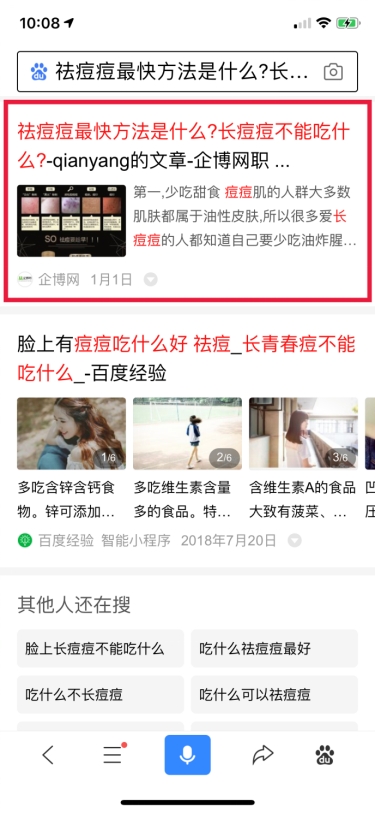 10:08
祛痘痘最快方法是什么?长...
祛痘痘最快方法是什么?长痘痘不能吃什
么?-qianyang的文章-企博网职 ...
第一,少吃甜食 痘痘肌的人群大多数
肌肤都属于油性皮肤,所以很多爱长
痘痘的人都知道自己要少吃油炸腥...
SO 祛痘要趁早!!!
企博网 1月1日
脸上有痘痘吃什么好 祛痘_长青春痘不能
吃什么_-百度经验
1/6
2/6
3/6
多吃含锌含钙食
物。锌可添加...
多吃维生素含量
多的食品。特...
含维生素A的食品
大致有菠菜、...
百度经验 智能小程序 2018年7月20日
其他人还在搜
脸上长痘痘不能吃什么
吃什么祛痘痘最好
吃什么不长痘痘
吃什么可以祛痘痘